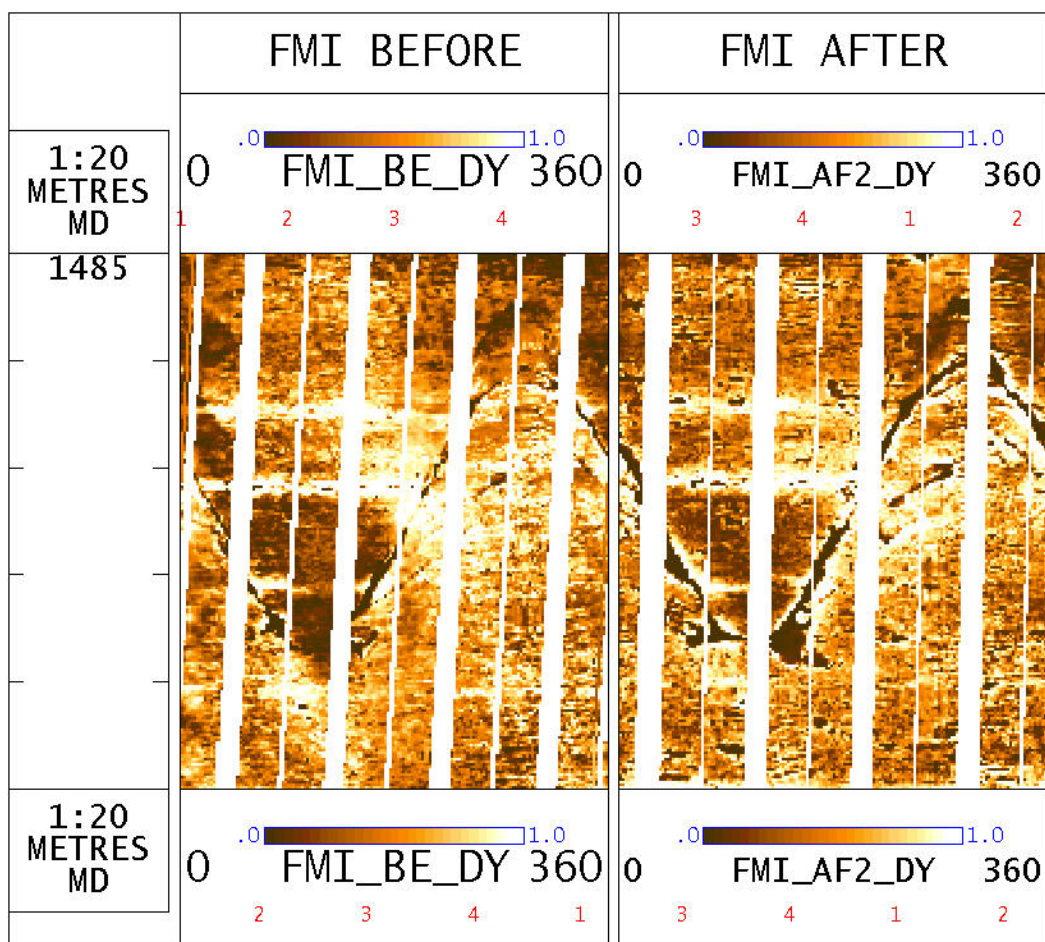 FMI BEFORE
FMI AFTER
.0 1.0
.0 1.0
1:20
METRES
MD
0 FMI_BE_DY 360
0 FMI_AF2_DY 360
1 2 3 4
3 4 1 2
1485
1:20
METRES
MD
.0 1.0
.0 1.0
0 FMI_BE_DY 360
0 FMI_AF2_DY 360
2 3 4 1
3 4 1 2